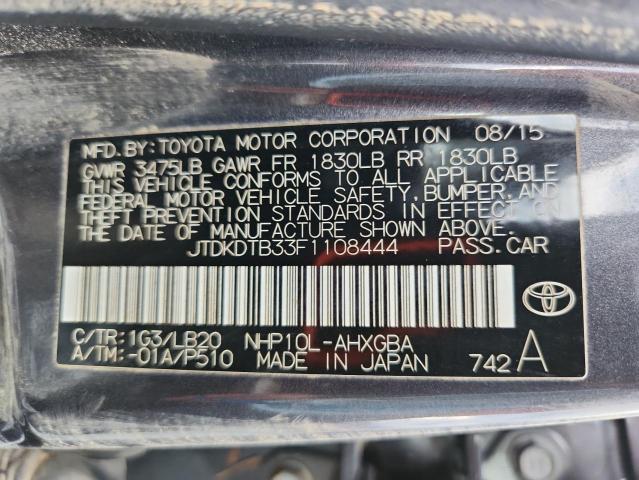 MFD.BY:TOYOTA MOTOR CORPORATION 08/15
GVWR 3475LB GAWR FR 1830LB RR 1830LB
THIS VEHICLE CONFORMS TO ALL APPLICABLE
FEDERAL MOTOR VEHICLE SAFETY, BUMPER, AND
THEFT PREVENTION STANDARDS IN EFFECT ON
THE DATE OF MANUFACTURE SHOWN ABOVE.
JTDKDTB33F1108444 PASS.CAR
C/TR:1G3/LB20 NHP10L-AHXGBA
A/TM:-01A/P510 MADE IN JAPAN 742 A